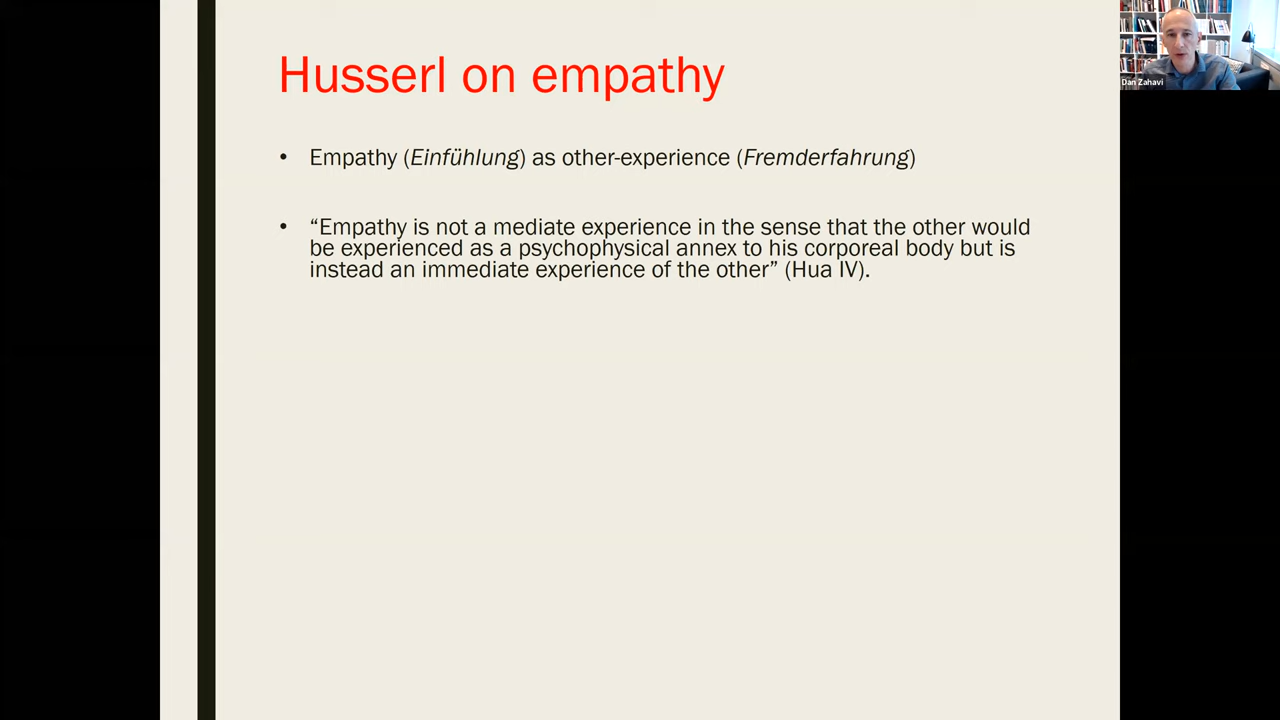 Husserl on empathy
• Empathy (Einfühlung) as other-experience (Fremderfahrung)
• “Empathy is not a mediate experience in the sense that the other would
be experienced as a psychophysical annex to his corporeal body but is
instead an immediate experience of the other” (Hua IV).
Dan Zahavi